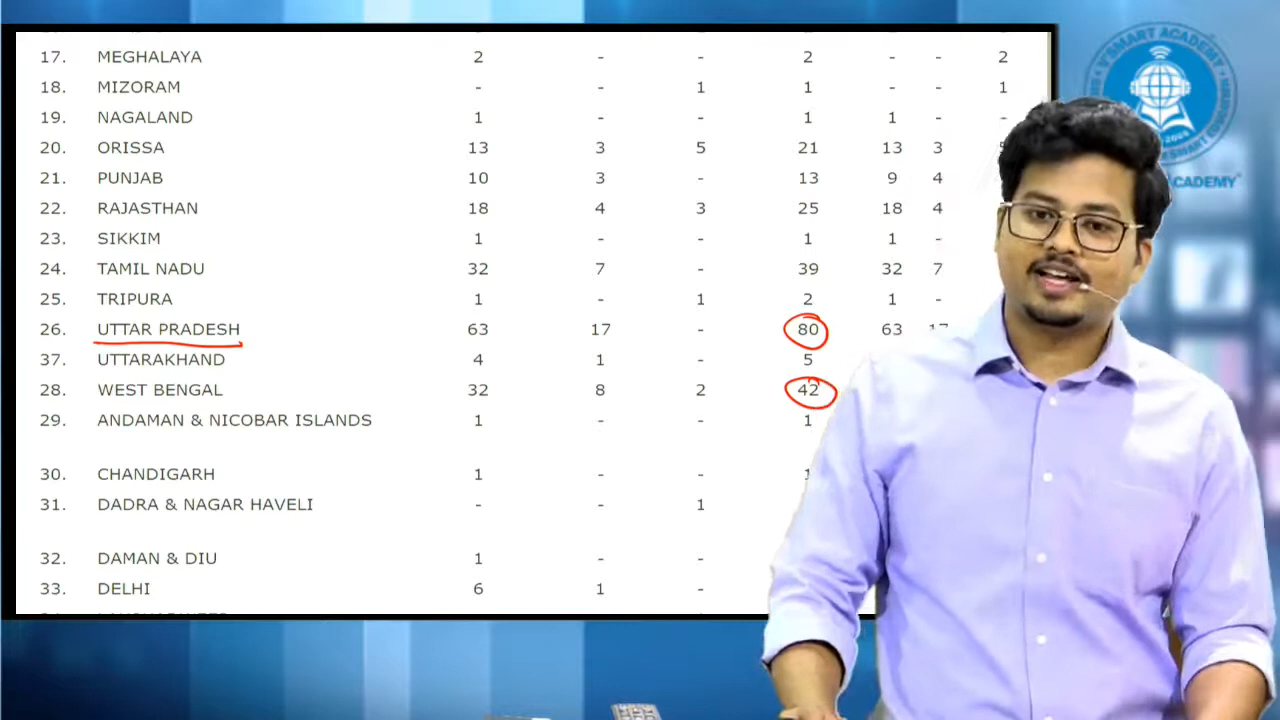 17. MEGHALAYA 2 - - 2 - - 2
18. MIZORAM - - 1 1 - - 1
19. NAGALAND 1 - - 1 1 - -
20. ORISSA 13 3 5 21 13 3
21. PUNJAB 10 3 - 13 9 4
22. RAJASTHAN 18 4 3 25 18 4
23. SIKKIM 1 - - 1 1 -
24. TAMIL NADU 32 7 - 39 32 7
25. TRIPURA 1 - 1 2 1 -
26. UTTAR PRADESH 63 17 - 80 63 17
37. UTTARAKHAND 4 1 - 5
28. WEST BENGAL 32 8 2 42
29. ANDAMAN & NICOBAR ISLANDS 1 - - 1
30. CHANDIGARH 1 - - 1
31. DADRA & NAGAR HAVELI - - 1
32. DAMAN & DIU 1 - -
33. DELHI 6 1 -
V'SMART ACADEMY
ACADEMY